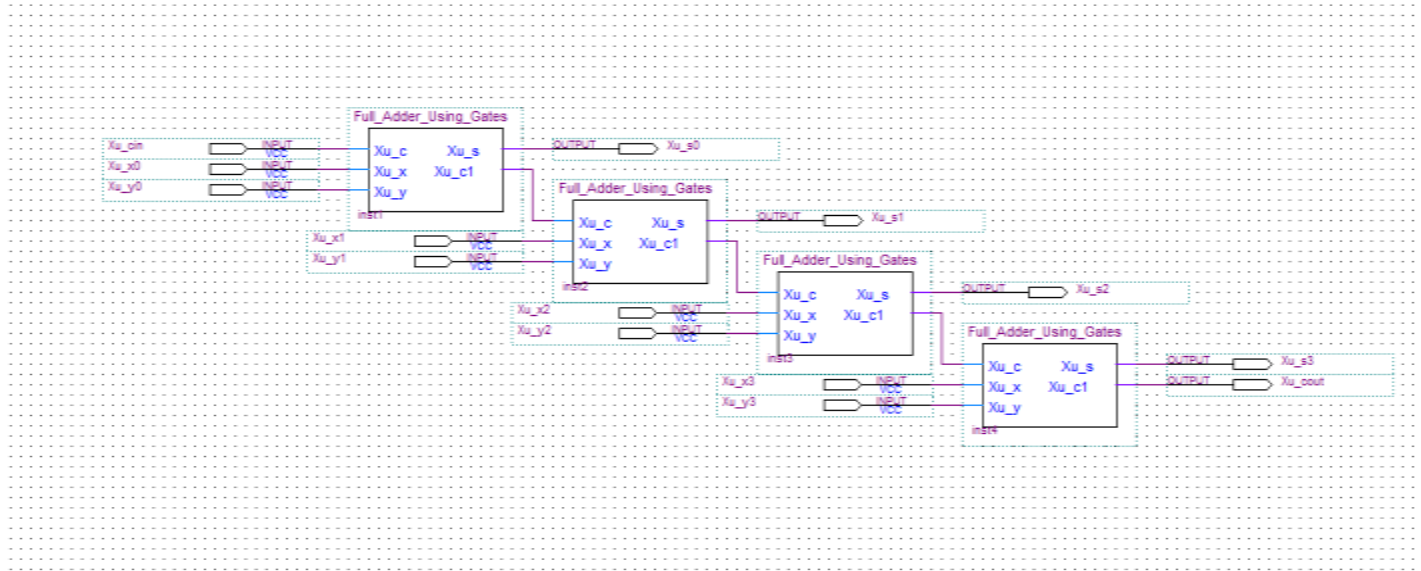 Full_Adder_Using_Gates
Xu_cin INPUT VCC Xu_c Xu_s OUTPUT Xu_s0
Xu_x0 INPUT VCC Xu_x Xu_c1
Xu_y0 INPUT VCC Xu_y
inst1
Full_Adder_Using_Gates
Xu_c Xu_s OUTPUT Xu_s1
Xu_x1 INPUT VCC Xu_x Xu_c1
Xu_y1 INPUT VCC Xu_y
inst2
Full_Adder_Using_Gates
Xu_c Xu_s OUTPUT Xu_s2
Xu_x2 INPUT VCC Xu_x Xu_c1
Xu_y2 INPUT VCC Xu_y
inst3
Full_Adder_Using_Gates
Xu_c Xu_s OUTPUT Xu_s3
Xu_x3 INPUT VCC Xu_x Xu_c1 OUTPUT Xu_cout
Xu_y3 INPUT VCC Xu_y
inst4